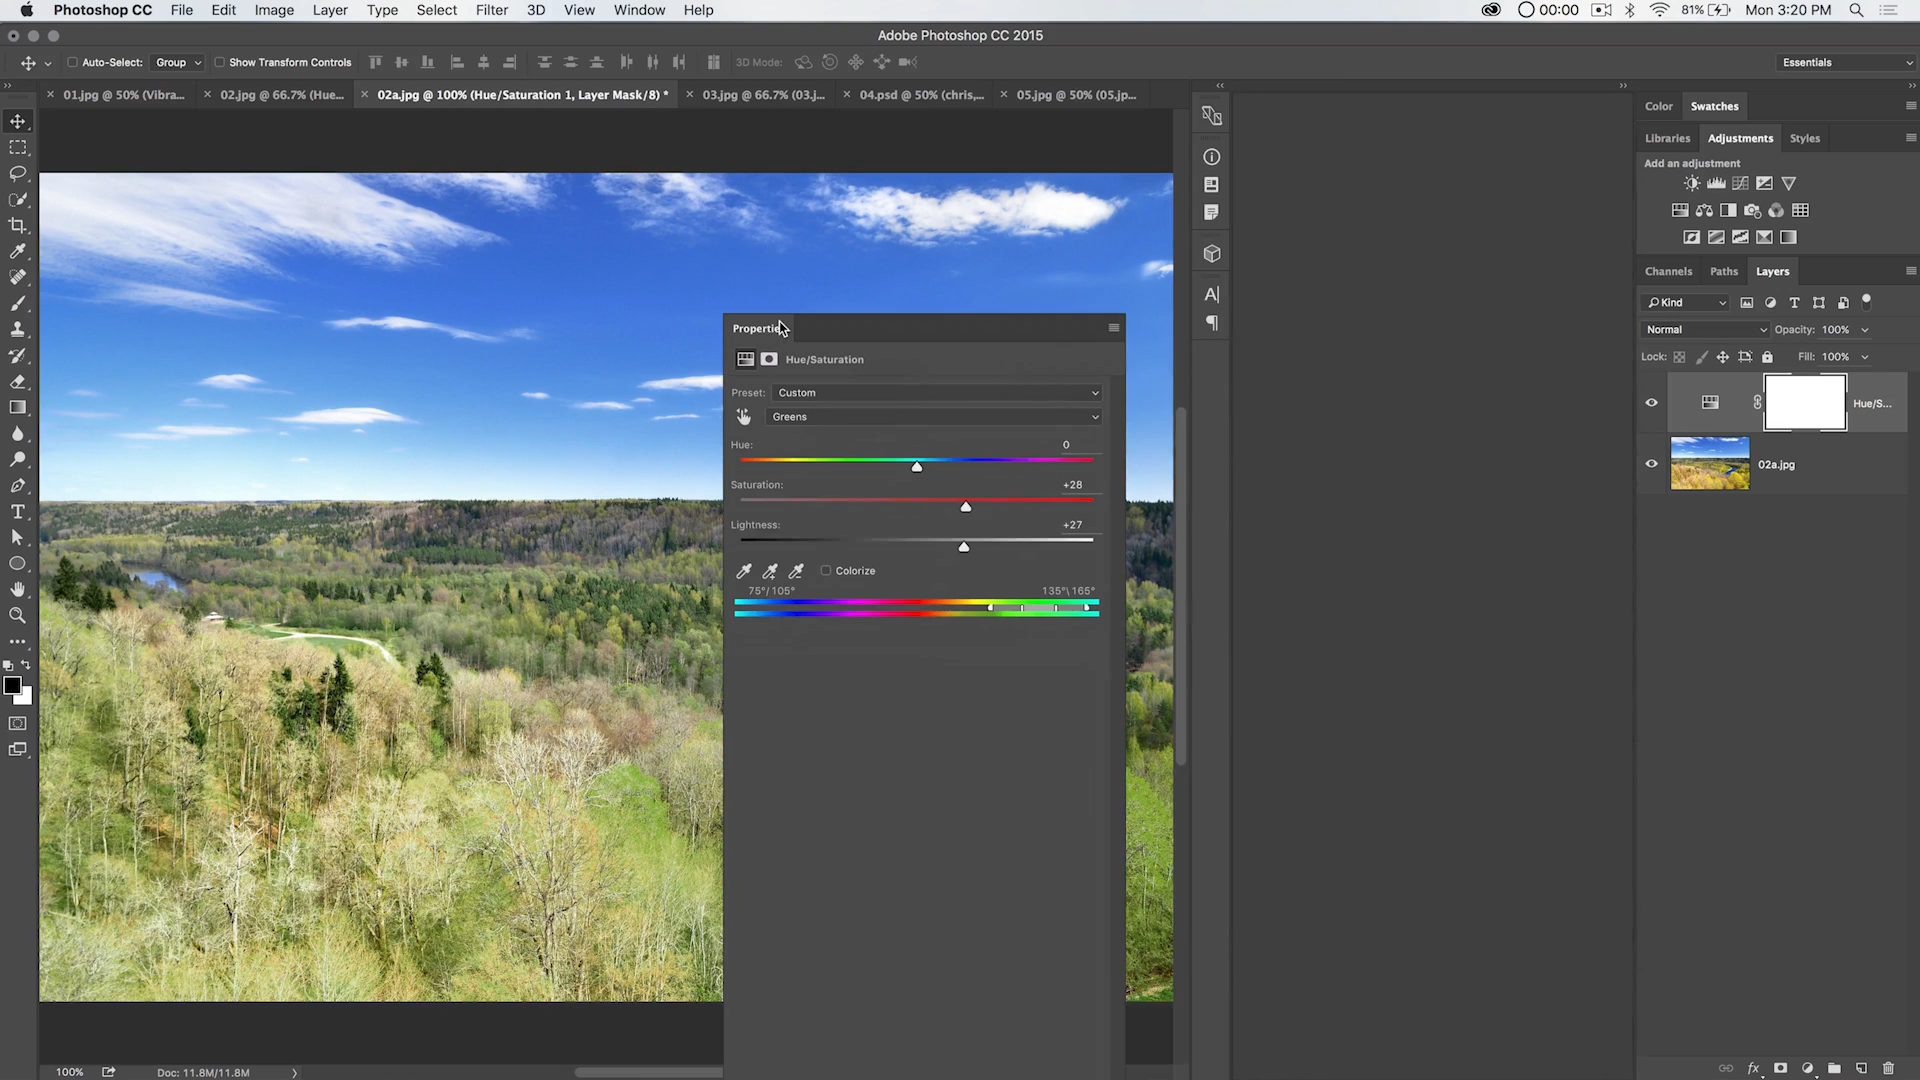 Photoshop CC File Edit Image Layer Type Select Filter 3D View Window Help 00:00 81% Mon 3:20 PM
Adobe Photoshop CC 2015
Auto-Select: Group Show Transform Controls 3D Mode: Essentials
01.jpg @ 50% (Vibra... 02.jpg @ 66.7% (Hue... 02a.jpg @ 100% (Hue/Saturation 1, Layer Mask/8) * 03.jpg @ 66.7% (03.j... 04.psd @ 50% (chris,... 05.jpg @ 50% (05.jp...
Color Swatches
Libraries Adjustments Styles
Add an adjustment
Channels Paths Layers
Kind
Normal Opacity: 100%
Lock: Fill: 100%
Hue/S...
02a.jpg
Properties
Hue/Saturation
Preset: Custom
Greens
Hue: 0
Saturation: +28
Lightness: +27
Colorize
75°/105° 135°\165°
100% Doc: 11.8M/11.8M